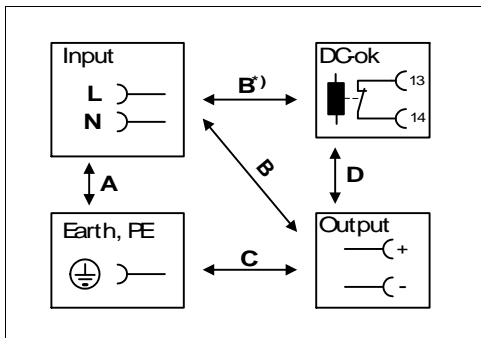 Input
L
N
B*)
DC-ok
13
14
A
B
D
Earth, PE
C
Output
+
-